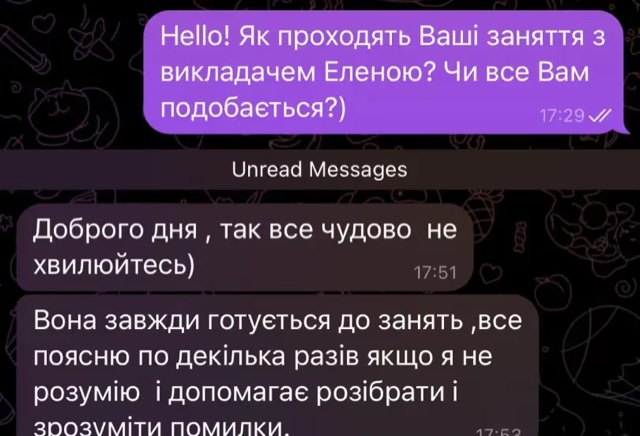 Hello! Як проходять Ваші заняття з
викладачем Еленою? Чи все Вам
подобається?)
17:29
Unread Messages
Доброго дня , так все чудово не
хвилюйтесь)
17:51
Вона завжди готується до занять ,все
поясню по декілька разів якщо я не
розумію і допомагає розібрати і
зрозуміти помилки.
17:53